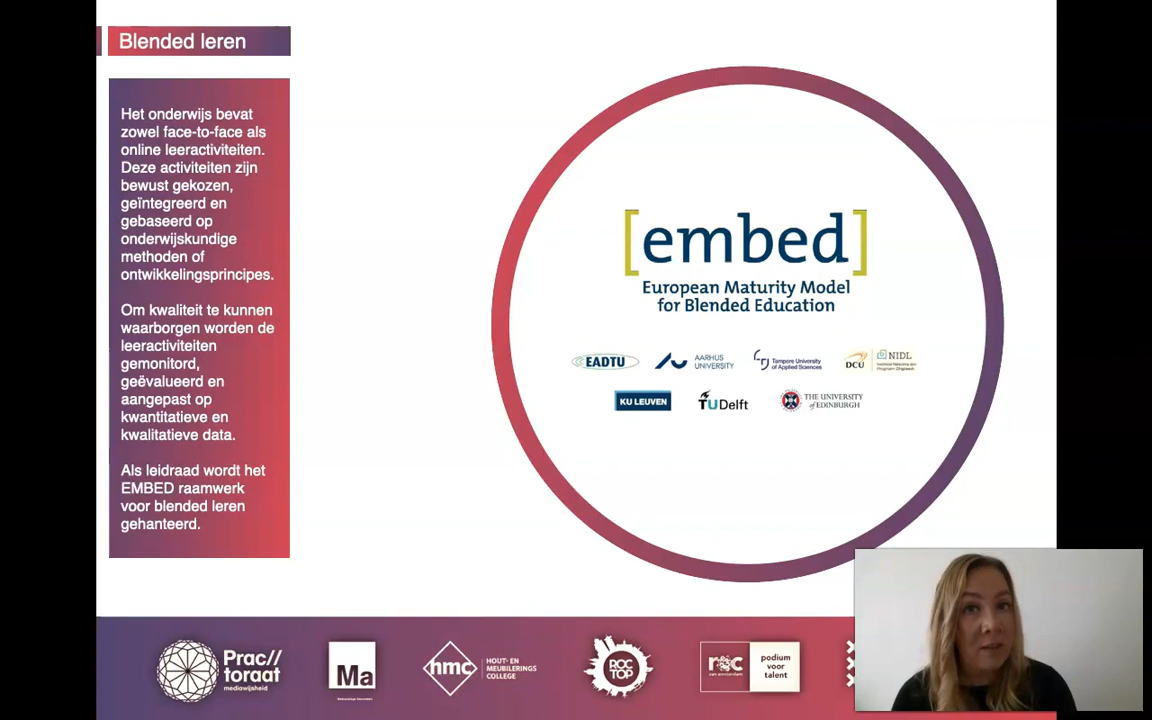 Blended leren
Het onderwijs bevat
zowel face-to-face als
online leeractiviteiten.
Deze activiteiten zijn
bewust gekozen,
geïntegreerd en
gebaseerd op
onderwijskundige
methoden of
ontwikkelingsprincipes.
Om kwaliteit te kunnen
waarborgen worden de
leeractiviteiten
gemonitord,
geëvalueerd en
aangepast op
kwantitatieve en
kwalitatieve data.
Als leidraad wordt het
EMBED raamwerk
voor blended leren
gehanteerd.
[embed]
European Maturity Model
for Blended Education
EADTU
AARHUS
UNIVERSITY
Tampere University
of Applied Sciences
DCU
NIDL
KU LEUVEN
TU Delft
THE UNIVERSITY
of EDINBURGH
Prac//
toraat
mediawijsheid
Ma
hmc
HOUT- EN
MEUBILERINGS
COLLEGE
ROC
TOP
roc
van amsterdam
podium
voor
talent